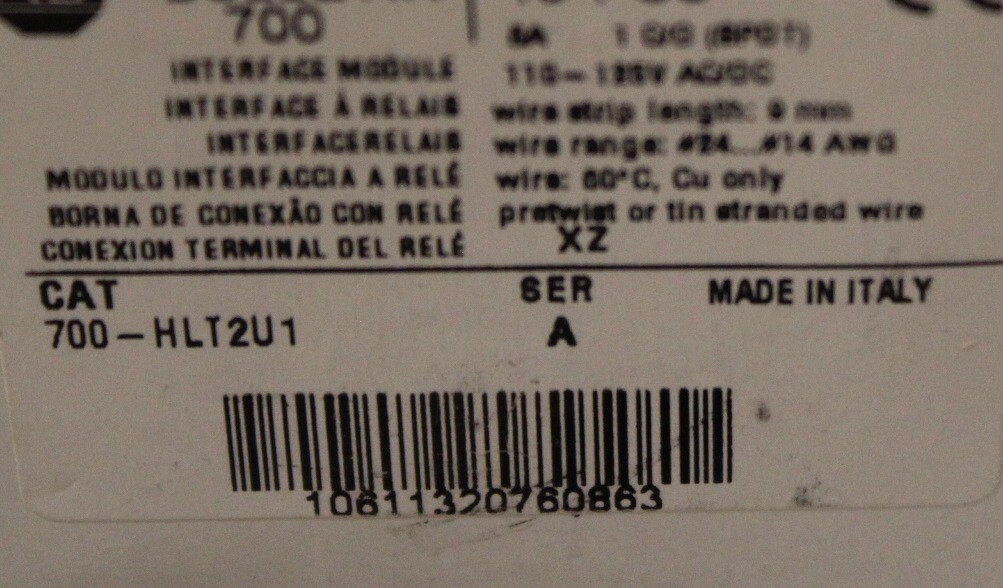 700
6A 1 C/O (SPDT)
INTERFACE MODULE
110-125V AC/DC
INTERFACE À RELAIS
wire strip length: 9 mm
INTERFACERELAIS
wire range: #24...#14 AWG
MODULO INTERFACCIA A RELÉ
wire: 60°C, Cu only
BORNA DE CONEXÃO CON RELÉ
pretwist or tin stranded wire
CONEXION TERMINAL DEL RELÉ
XZ
CAT
SER
MADE IN ITALY
700-HLT2U1
A
10611320760863